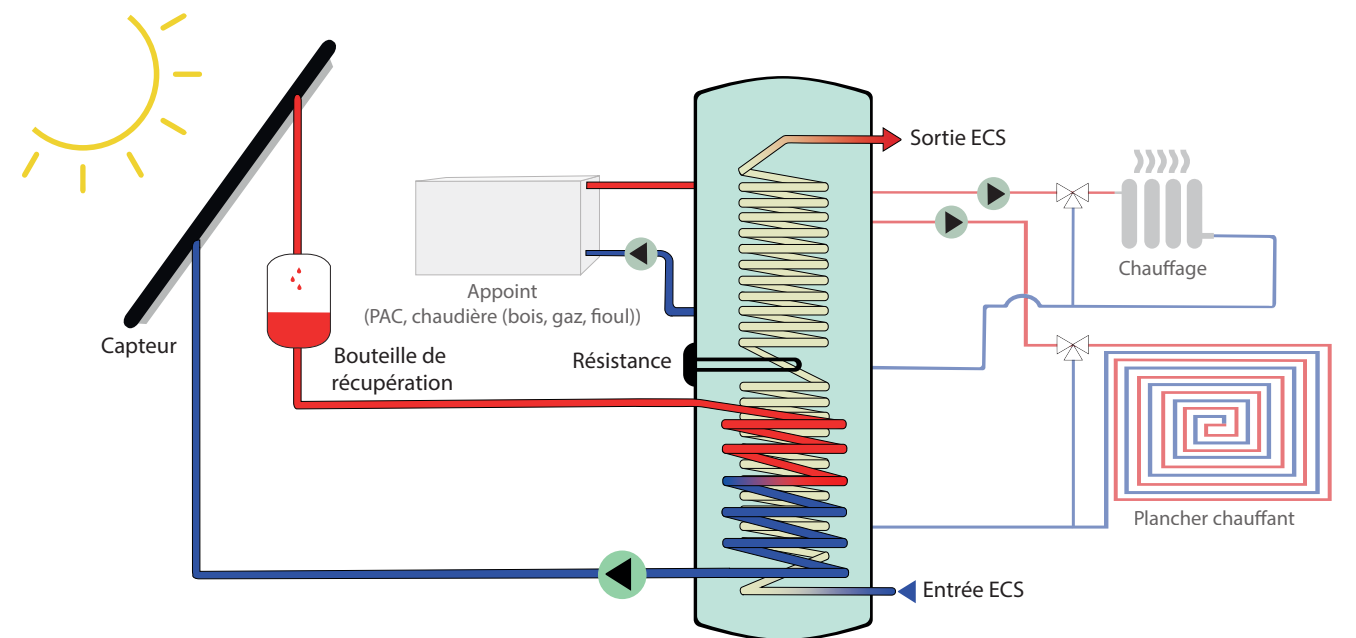 Sortie ECS
Chauffage
Appoint
(PAC, chaudière (bois, gaz, fioul))
Capteur
Bouteille de
récupération
Résistance
Plancher chauffant
Entrée ECS